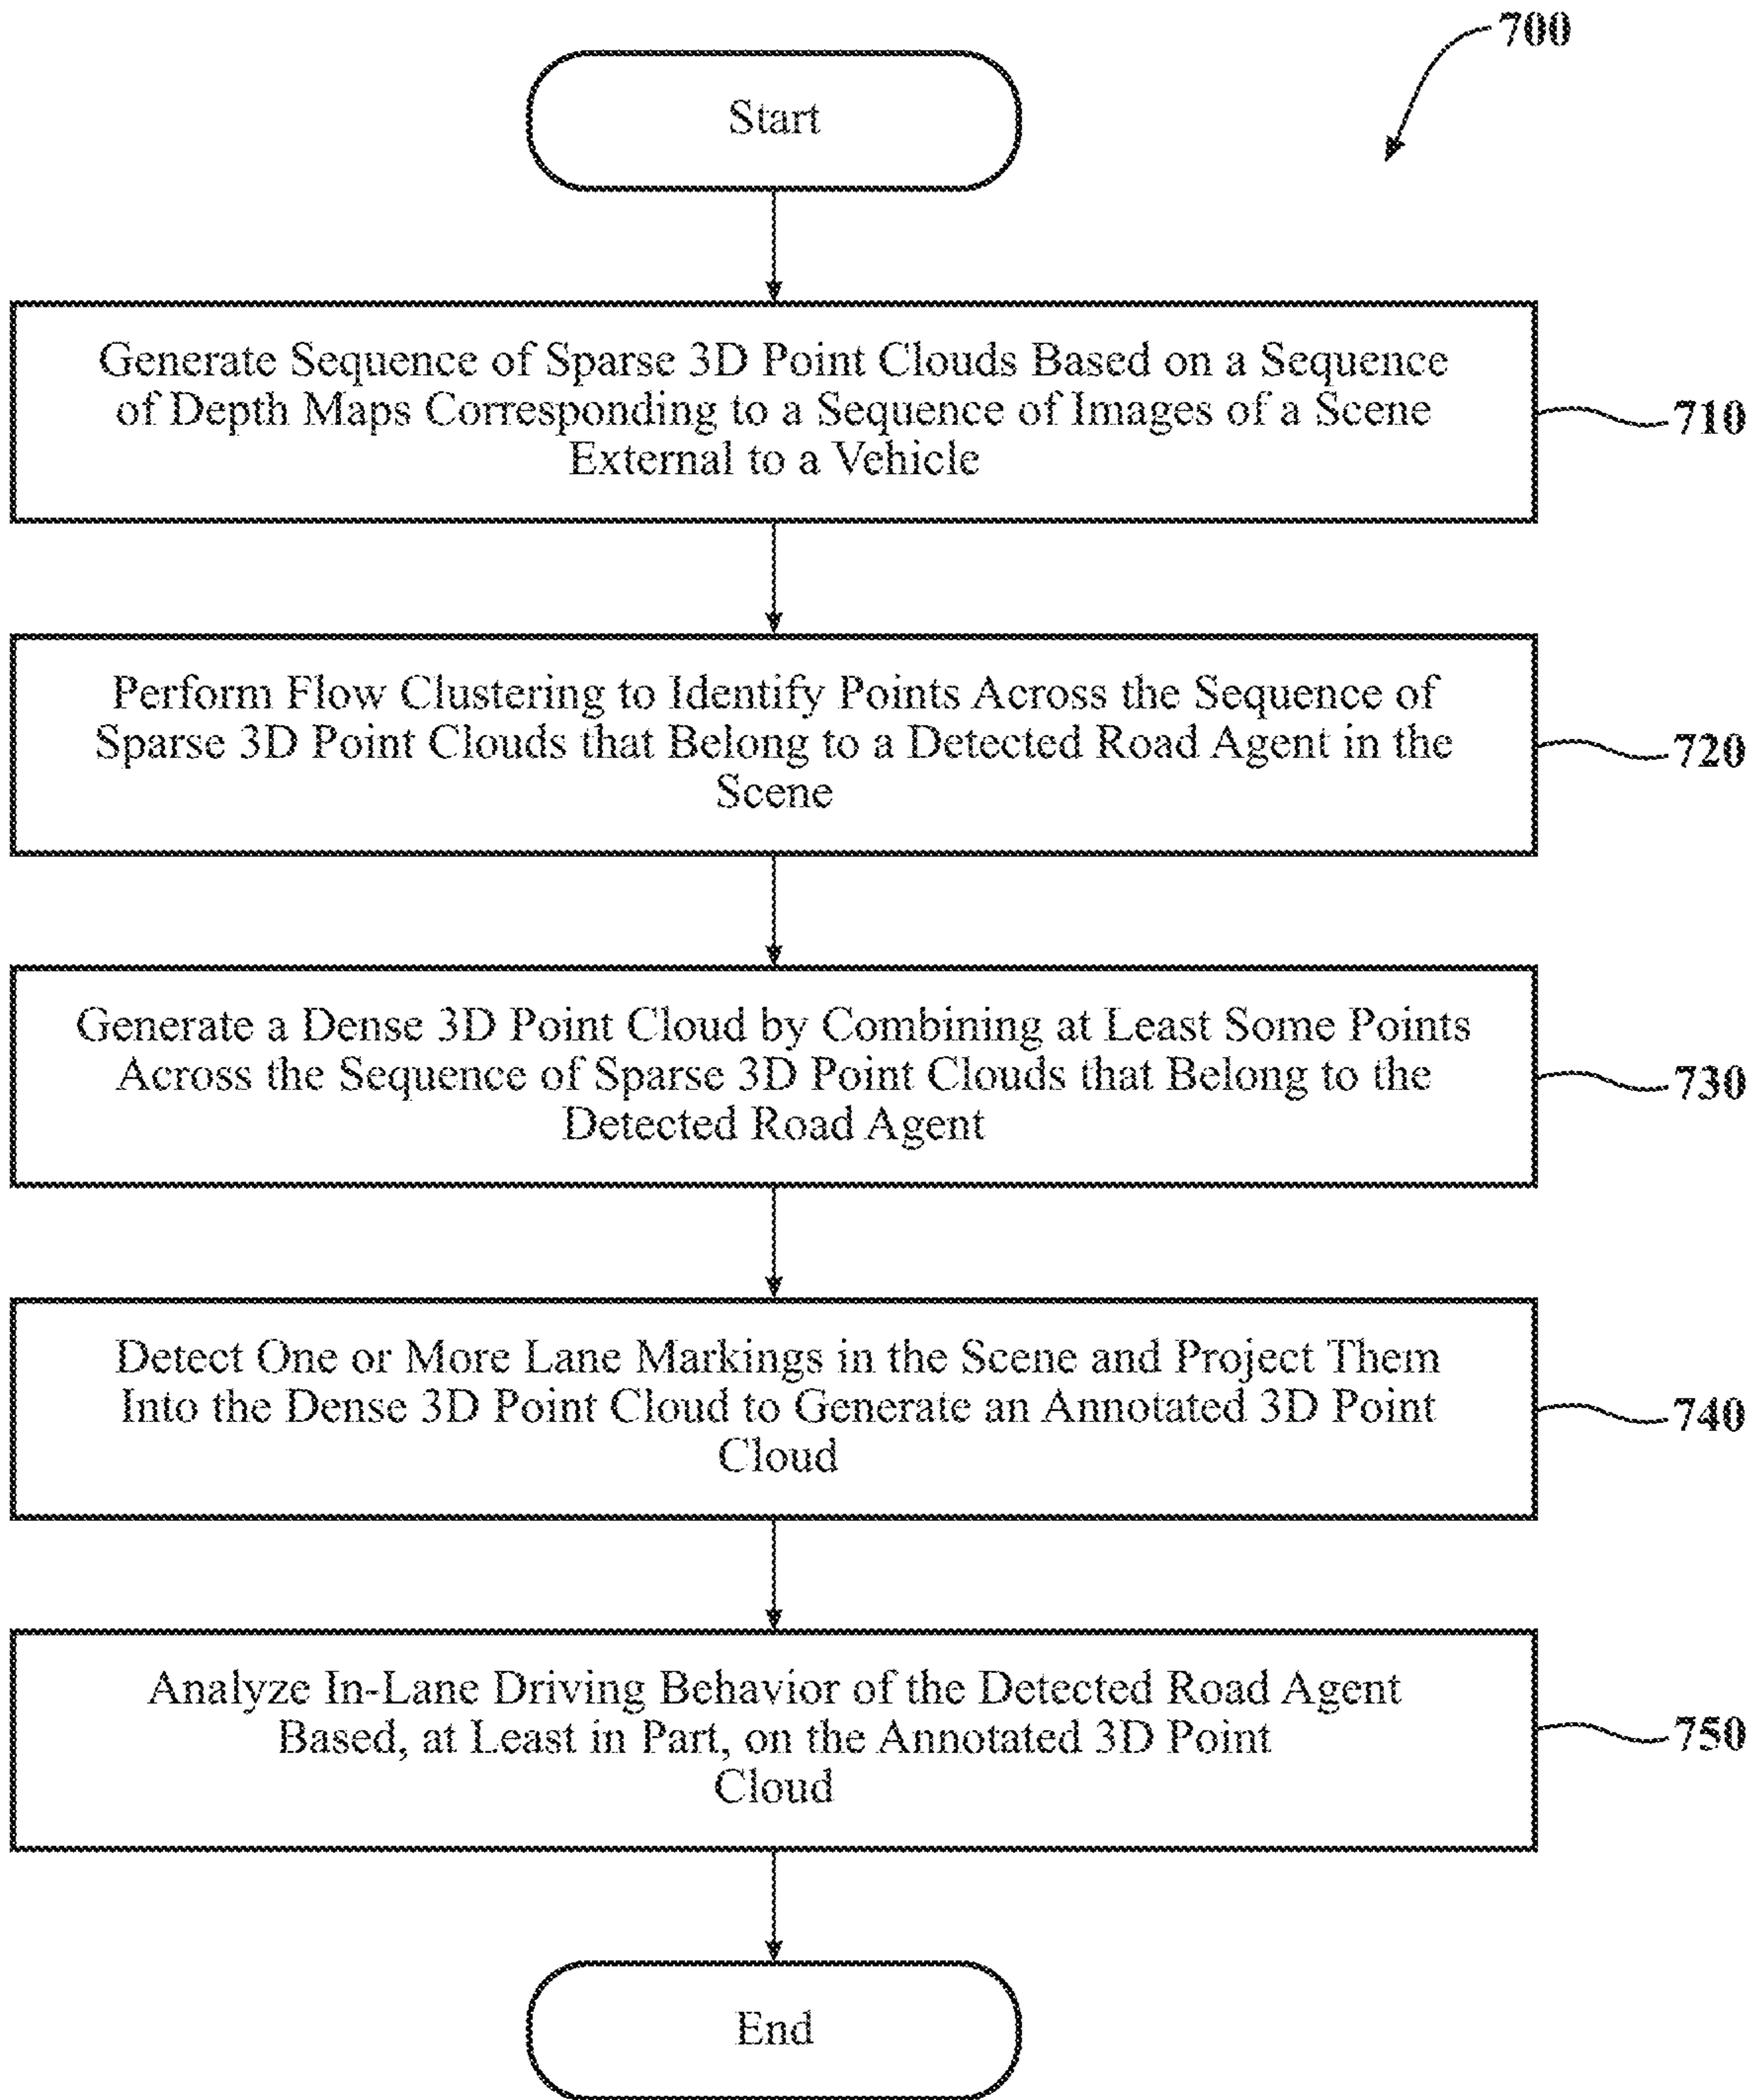 700
Start
Generate Sequence of Sparse 3D Point Clouds Based on a Sequence
of Depth Maps Corresponding to a Sequence of Images of a Scene
External to a Vehicle
710
Perform Flow Clustering to Identify Points Across the Sequence of
Sparse 3D Point Clouds that Belong to a Detected Road Agent in the
Scene
720
Generate a Dense 3D Point Cloud by Combining at Least Some Points
Across the Sequence of Sparse 3D Point Clouds that Belong to the
Detected Road Agent
730
Detect One or More Lane Markings in the Scene and Project Them
Into the Dense 3D Point Cloud to Generate an Annotated 3D Point
Cloud
740
Analyze In-Lane Driving Behavior of the Detected Road Agent
Based, at Least in Part, on the Annotated 3D Point
Cloud
750
End